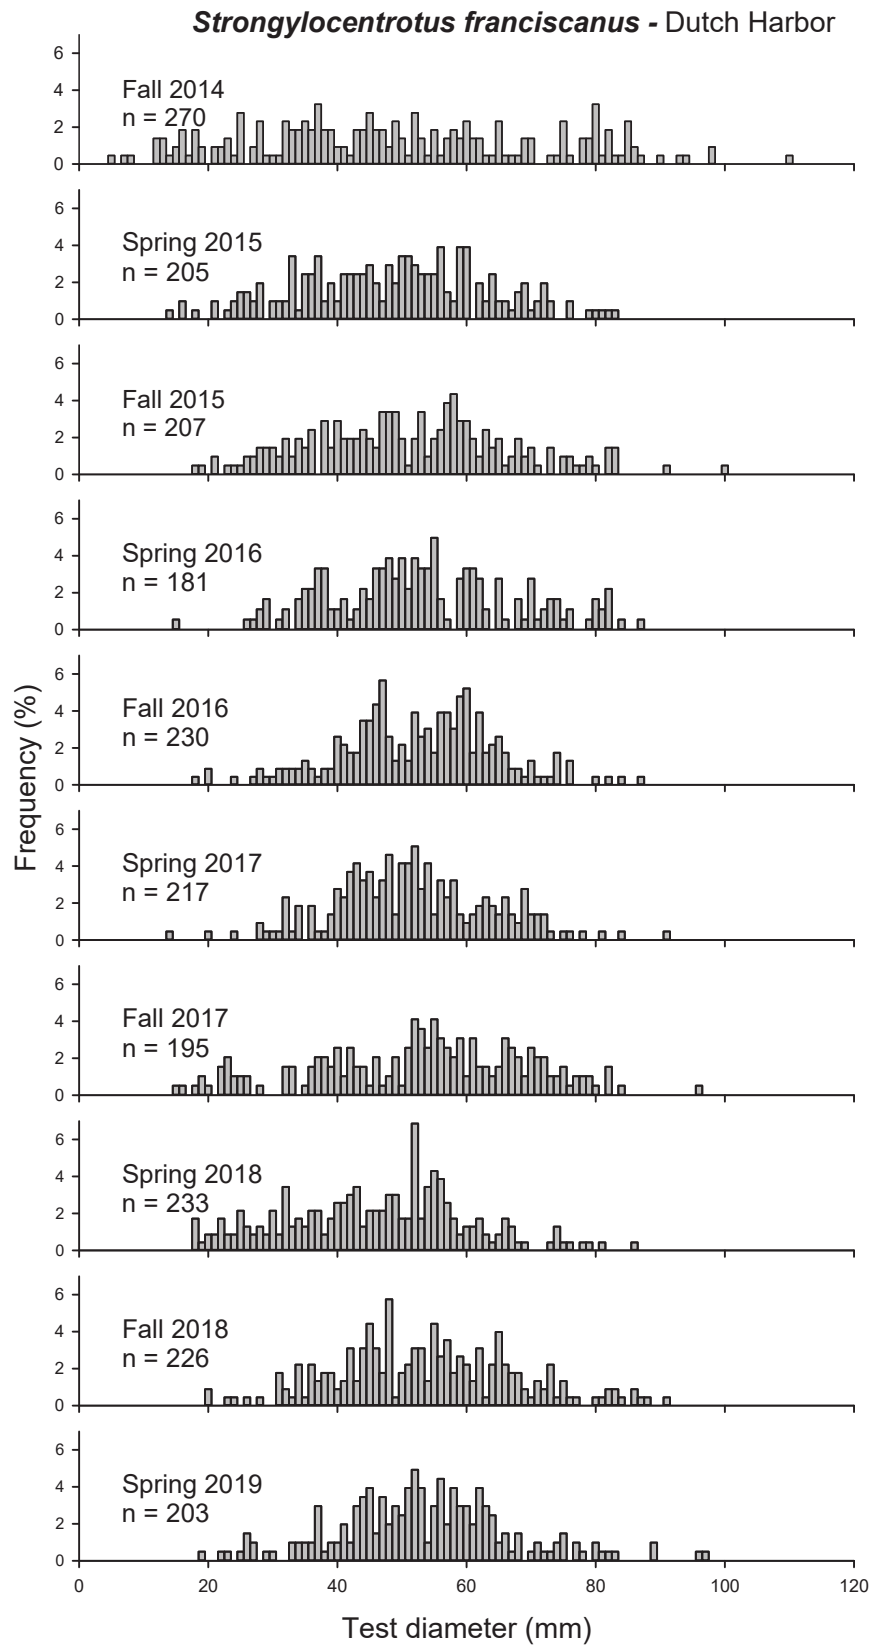 Strongylocentrotus franciscanus - Dutch Harbor
6
4
2
0
Fall 2014
n = 270
6
4
2
0
Spring 2015
n = 205
6
4
2
0
Fall 2015
n = 207
6
4
2
0
Spring 2016
n = 181
6
4
2
0
Fall 2016
n = 230
6
4
2
0
Spring 2017
n = 217
6
4
2
0
Fall 2017
n = 195
6
4
2
0
Spring 2018
n = 233
6
4
2
0
Fall 2018
n = 226
6
4
2
0
Spring 2019
n = 203
0 20 40 60 80 100 120
Test diameter (mm)
Frequency (%)